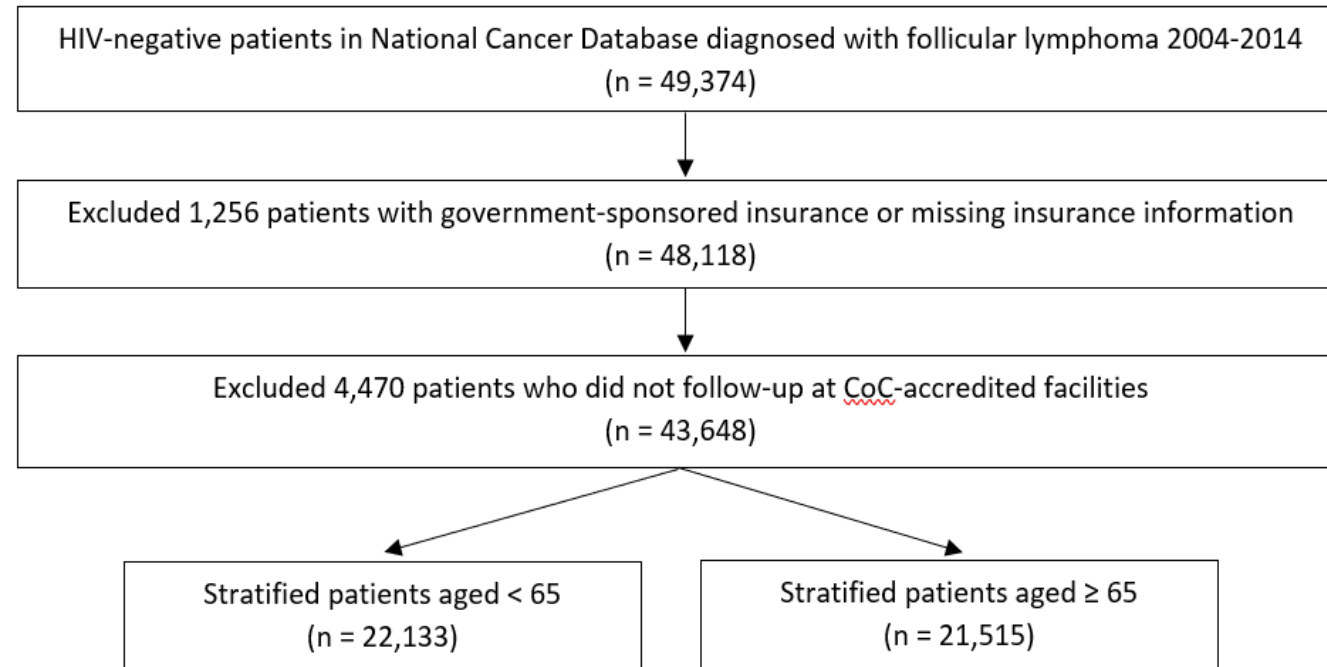 HIV-negative patients in National Cancer Database diagnosed with follicular lymphoma 2004-2014
(n = 49,374)
Excluded 1,256 patients with government-sponsored insurance or missing insurance information
(n = 48,118)
Excluded 4,470 patients who did not follow-up at CoC-accredited facilities
(n = 43,648)
Stratified patients aged < 65
(n = 22,133)
Stratified patients aged ≥ 65
(n = 21,515)